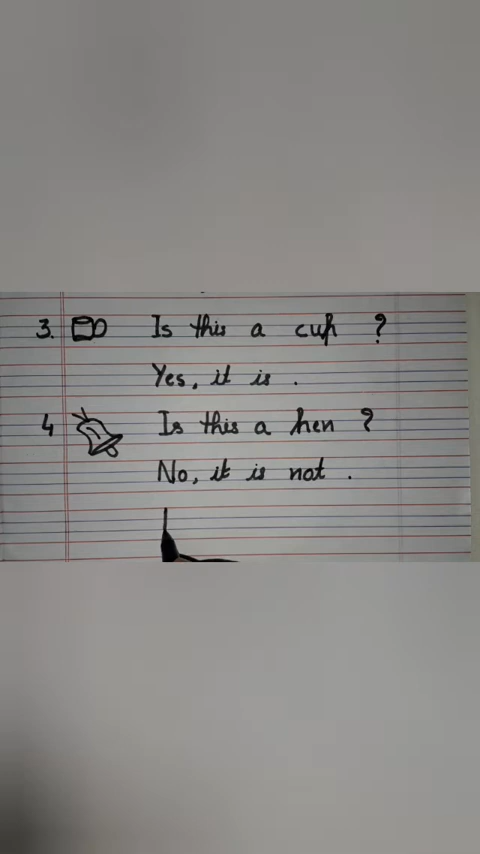 3. Is this a cup ?
Yes, it is .
4 Is this a hen ?
No, it is not .